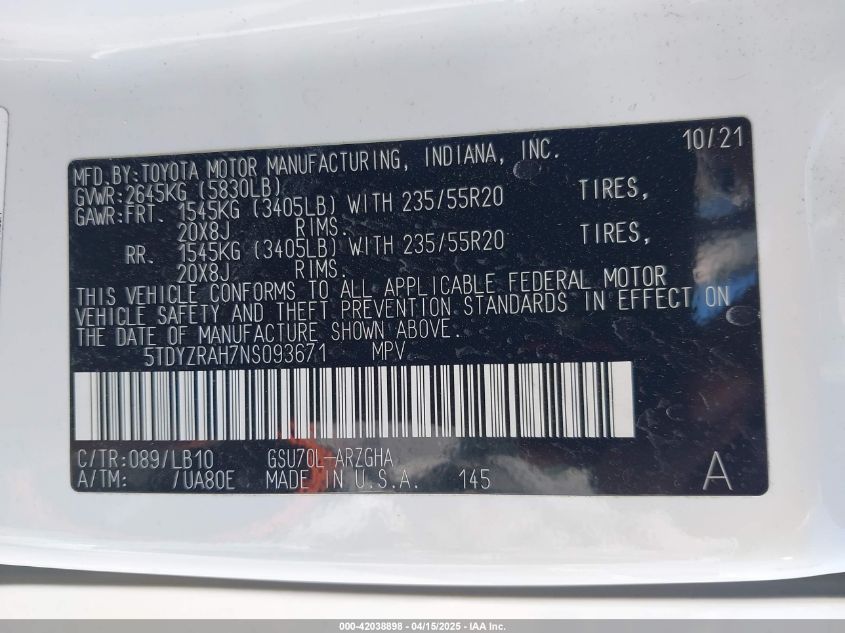 10/21
MFD.BY:TOYOTA MOTOR MANUFACTURING, INDIANA, INC.
GVWR:2645KG (5830LB)
GAWR:FRT. 1545KG (3405LB) WITH 235/55R20 TIRES,
20X8J RIMS.
RR. 1545KG (3405LB) WITH 235/55R20 TIRES,
20X8J RIMS.
THIS VEHICLE CONFORMS TO ALL APPLICABLE FEDERAL MOTOR
VEHICLE SAFETY AND THEFT PREVENTION STANDARDS IN EFFECT ON
THE DATE OF MANUFACTURE SHOWN ABOVE.
5TDYZRAH7NS093671 MPV
C/TR:089/LB10 GSU70L-ARZGHA
A/TM: /UA80E MADE IN U.S.A. 145 A
000-42038898 - 04/15/2025 - IAA Inc.